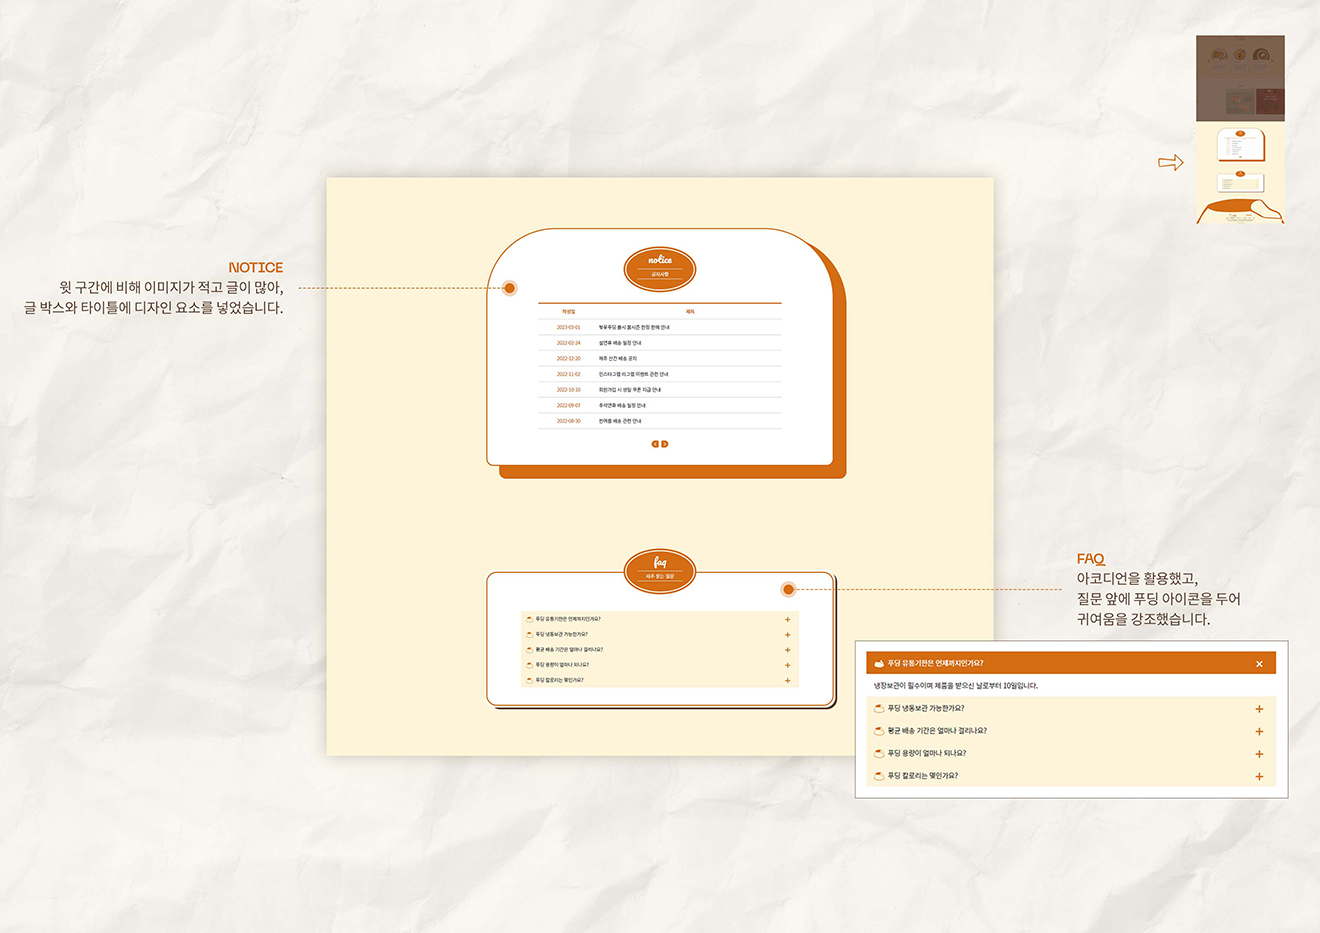 NOTICE
윗 구간에 비해 이미지가 적고 글이 많아,
글 박스와 타이틀에 디자인 요소를 넣었습니다.
notice
공지사항
작성일 제목
2023-03-01 벚꽃푸딩 출시 봄시즌 한정 판매 안내
2022-02-24 설연휴 배송 일정 안내
2022-12-20 제주 산간 배송 공지
2022-11-02 인스타그램 리그램 이벤트 관련 안내
2022-10-10 회원가입 시 생일 쿠폰 지급 안내
2022-09-07 추석연휴 배송 일정 안내
2022-08-30 한여름 배송 관련 안내
faq
자주 묻는 질문
푸딩 유통기한은 언제까지인가요? +
푸딩 냉동보관 가능한가요? +
평균 배송 기간은 얼마나 걸리나요? +
푸딩 용량이 얼마나 되나요? +
푸딩 칼로리는 몇인가요? +
FAQ
아코디언을 활용했고,
질문 앞에 푸딩 아이콘을 두어
귀여움을 강조했습니다.
푸딩 유통기한은 언제까지인가요? ×
냉장보관이 필수이며 제품을 받으신 날로부터 10일입니다.
푸딩 냉동보관 가능한가요? +
평균 배송 기간은 얼마나 걸리나요? +
푸딩 용량이 얼마나 되나요? +
푸딩 칼로리는 몇인가요? +